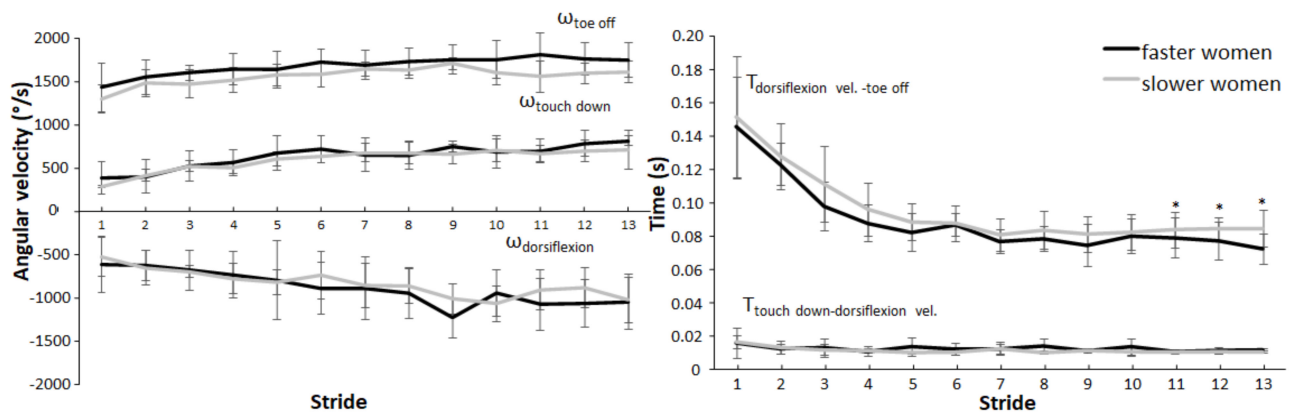 ωtoe off
2000
1500
ωtouch down
1000
500
0
1 2 3 4 5 6 7 8 9 10 11 12 13
ωdorsiflexion
-500
-1000
-1500
-2000
Angular velocity (°/s)
Stride
0.20
faster women
0.18
slower women
Tdorsiflexion vel. -toe off
0.16
0.14
0.12
0.10
* * *
0.08
0.06
0.04
Ttouch down-dorsiflexion vel.
0.02
0
Time (s)
1 2 3 4 5 6 7 8 9 10 11 12 13
Stride